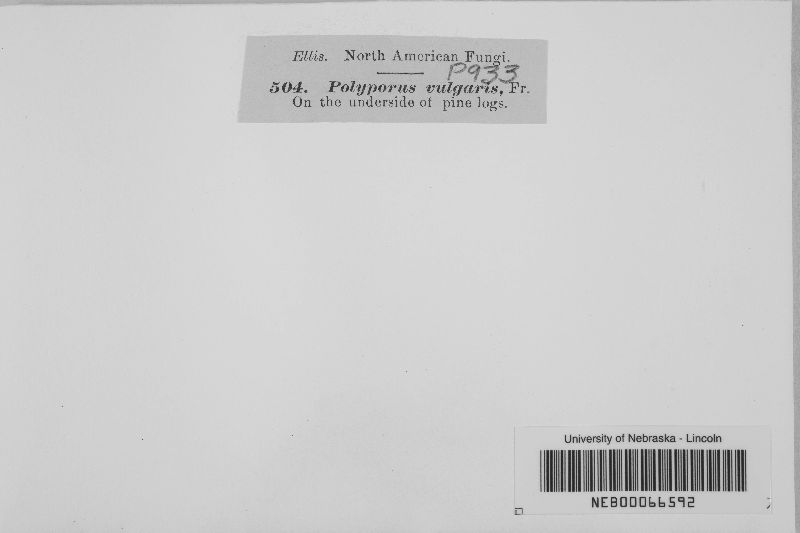 Ellis. North American Fungi.
P933
504. Polyporus vulgaris, Fr.
On the underside of pine logs.
University of Nebraska - Lincoln
NEB00066592